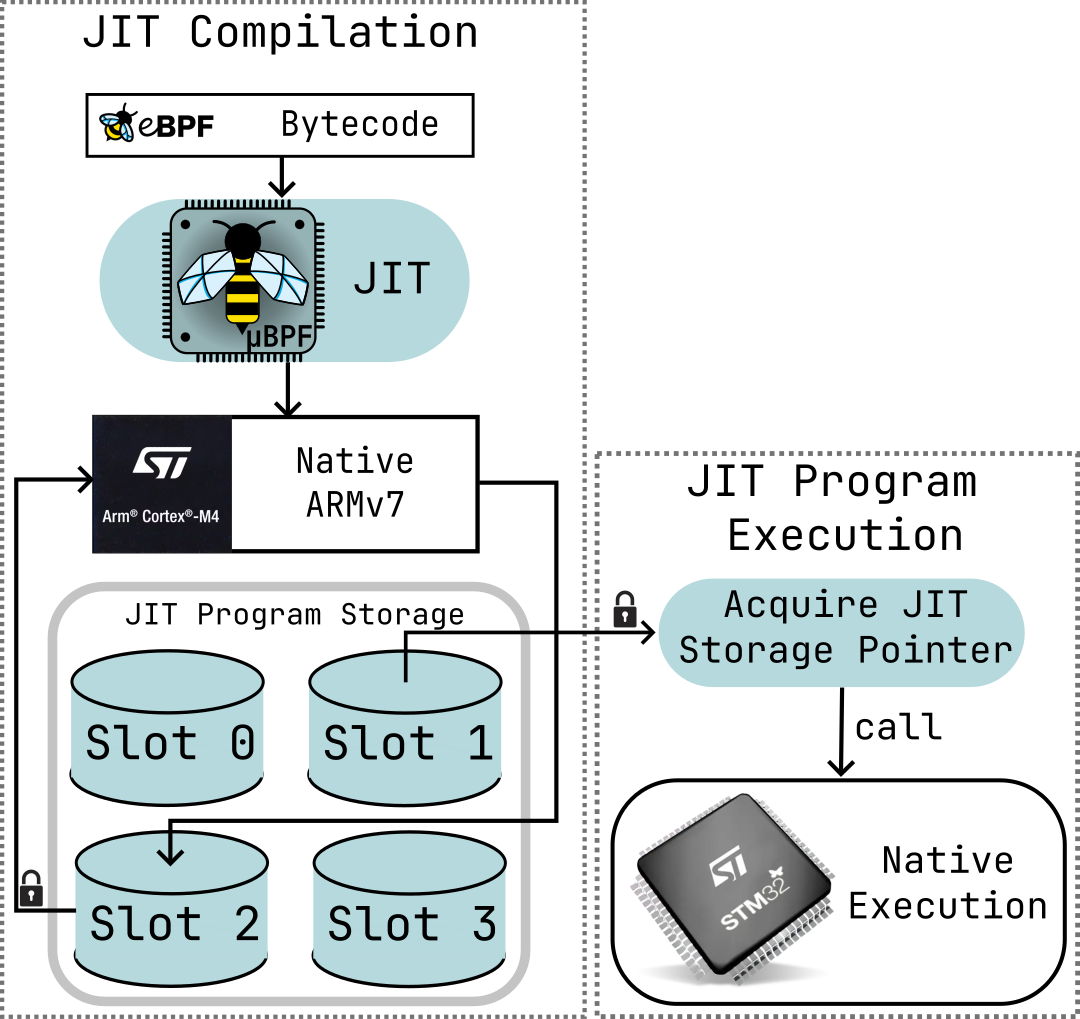 JIT Compilation
eBPF Bytecode
JIT
µBPF
ST
Arm® Cortex®-M4
Native
ARMv7
JIT Program Storage
Slot 0
Slot 1
Slot 2
Slot 3
JIT Program
Execution
Acquire JIT
Storage Pointer
call
ST
STM32
Native
Execution